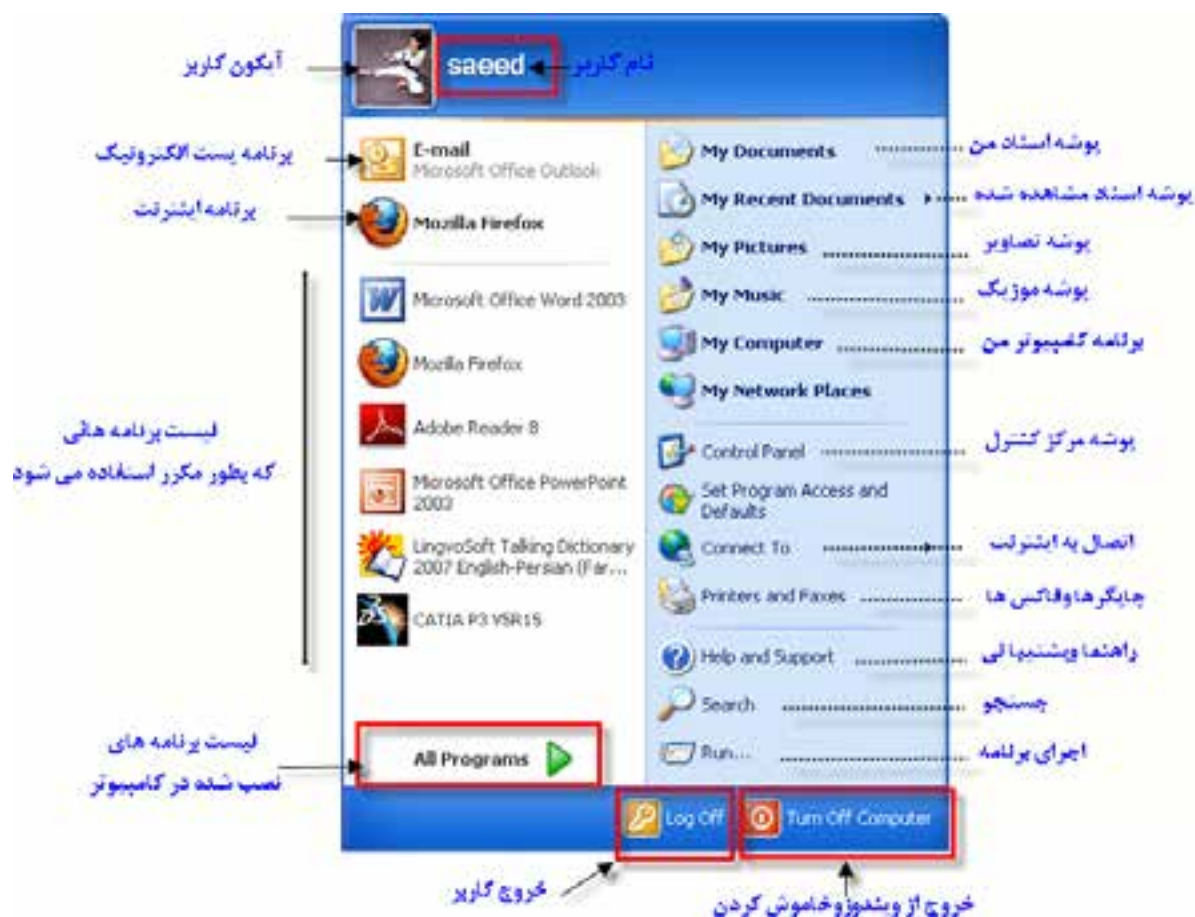 آیکون کاربر
saeed
نام کاربر
برنامه پست الکترونیک
E-mail
Microsoft Office Outlook
برنامه اینترنت
Mozilla Firefox
Microsoft Office Word 2003
Mozilla Firefox
Adobe Reader 8
Microsoft Office PowerPoint
2003
LingvoSoft Talking Dictionary
2007 English-Persian (Far...
CATIA P3 V5R15
لیست برنامه هائی
که بطور مکرر استفاده می شود
All Programs
لیست برنامه های
نصب شده در کامپیوتر
My Documents
پوشه اسناد من
My Recent Documents
پوشه اسناد مشاهده شده
My Pictures
پوشه تصاویر
My Music
پوشه موزیک
My Computer
برنامه کامپیوتر من
My Network Places
Control Panel
پوشه مرکز کنترل
Set Program Access and
Defaults
Connect To
اتصال به اینترنت
Printers and Faxes
چاپگرها وفاکس ها
Help and Support
راهنما وپشتیبانی
Search
جستجو
Run...
اجرای برنامه
Log Off
Turn Off Computer
خروج کاربر
خروج از ویندوز وخاموش کردن